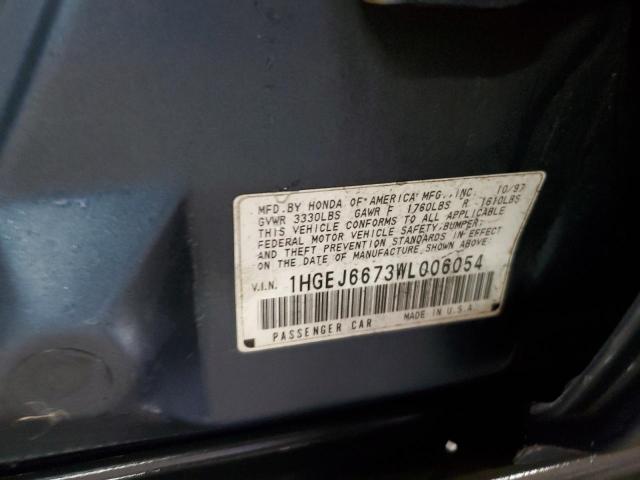 MFD. BY HONDA OF AMERICA MFG., INC. 10/97
GVWR 3330LBS GAWR F 1760LBS R 1610LBS
THIS VEHICLE CONFORMS TO ALL APPLICABLE
FEDERAL MOTOR VEHICLE SAFETY, BUMPER,
AND THEFT PREVENTION STANDARDS IN EFFECT
ON THE DATE OF MANUFACTURE SHOWN ABOVE.
V.I.N. 1HGEJ6673WL006054
PASSENGER CAR MADE IN U.S.A.